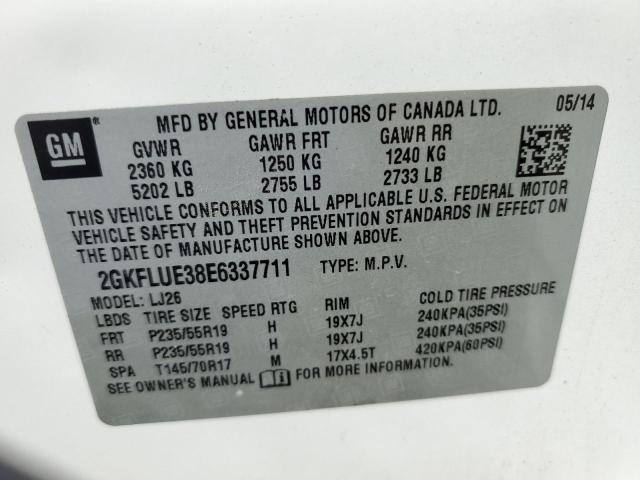 GM ® MFD BY GENERAL MOTORS OF CANADA LTD. 05/14
GVWR GAWR FRT GAWR RR
2360 KG 1250 KG 1240 KG
5202 LB 2755 LB 2733 LB
THIS VEHICLE CONFORMS TO ALL APPLICABLE U.S. FEDERAL MOTOR
VEHICLE SAFETY AND THEFT PREVENTION STANDARDS IN EFFECT ON
THE DATE OF MANUFACTURE SHOWN ABOVE.
2GKFLUE38E6337711 TYPE: M.P.V.
MODEL: LJ26
LBDS TIRE SIZE SPEED RTG RIM COLD TIRE PRESSURE
FRT P235/55R19 H 19X7J 240KPA(35PSI)
RR P235/55R19 H 19X7J 240KPA(35PSI)
SPA T145/70R17 M 17X4.5T 420KPA(60PSI)
SEE OWNER'S MANUAL FOR MORE INFORMATION.